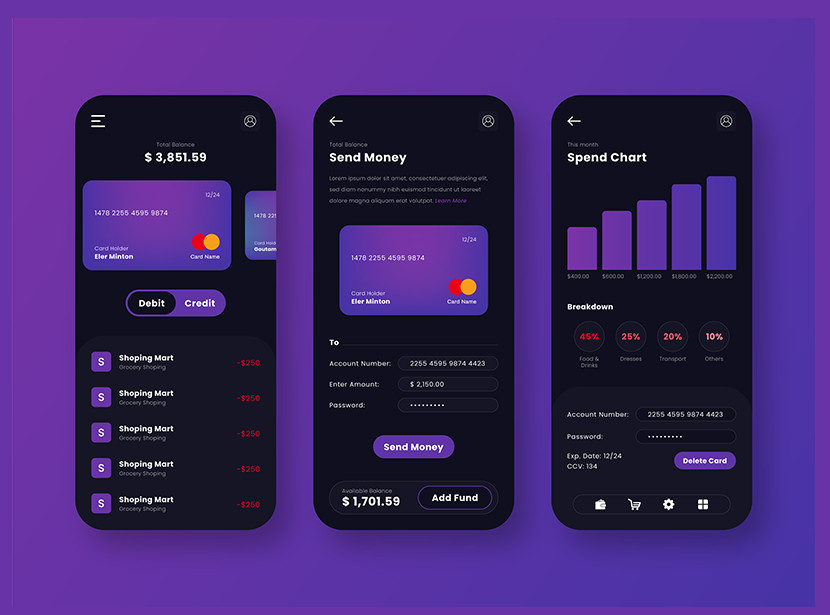 Total Balance
$ 3,851.59
12/24
1478 2255 4595 9874
Card Holder
Eler Minton
Card Name
1478 225
Card Hold
Goutom
Debit
Credit
S
Shoping Mart
Grocery Shoping
-$250
S
Shoping Mart
Grocery Shoping
-$250
S
Shoping Mart
Grocery Shoping
-$250
S
Shoping Mart
Grocery Shoping
-$250
S
Shoping Mart
Grocery Shoping
-$250
Total Balance
Send Money
Lorem ipsum dolor sit amet, consectetuer adipiscing elit,
sed diam nonummy nibh euismod tincidunt ut laoreet
dolore magna aliquam erat volutpat. Learn More
12/24
1478 2255 4595 9874
Card Holder
Eler Minton
Card Name
To
Account Number: 2255 4595 9874 4423
Enter Amount: $ 2,150.00
Password: •••••••••
Send Money
Available Balance
$ 1,701.59
Add Fund
This month
Spend Chart
$400.00 $600.00 $1,200.00 $1,800.00 $2,200.00
Breakdown
45% 25% 20% 10%
Food & Dresses Transport Others
Drinks
Account Number: 2255 4595 9874 4423
Password: •••••••••
Exp. Date: 12/24
CCV: 134
Delete Card